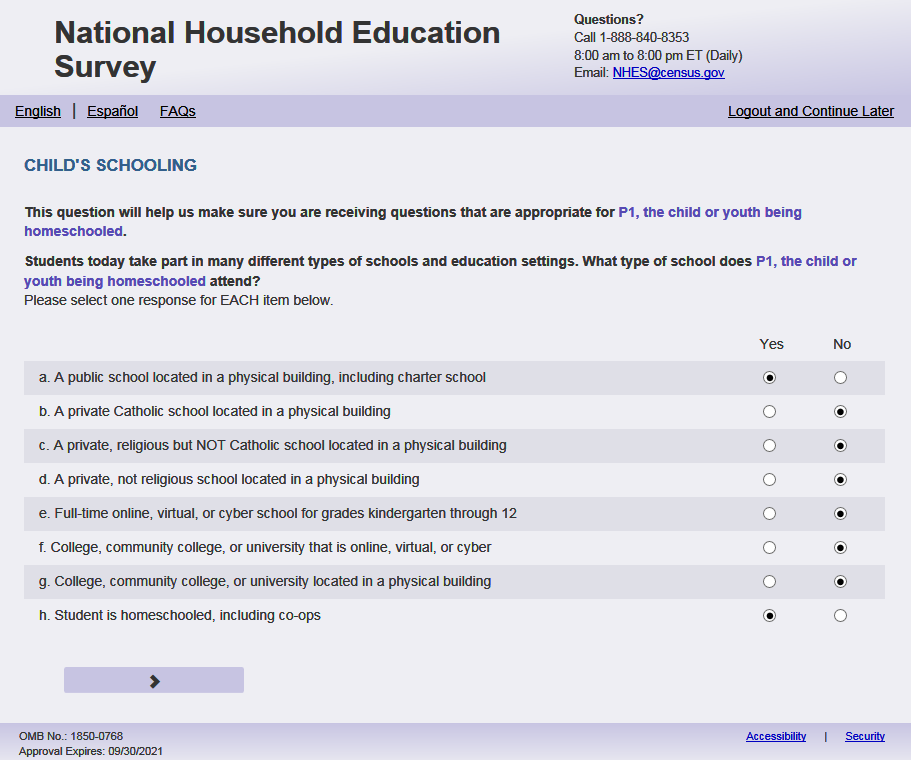 National Household Education
Survey
Questions?
Call 1-888-840-8353
8:00 am to 8:00 pm ET (Daily)
Email: NHES@census.gov
English | Español FAQs Logout and Continue Later
CHILD'S SCHOOLING
This question will help us make sure you are receiving questions that are appropriate for P1, the child or youth being
homeschooled.
Students today take part in many different types of schools and education settings. What type of school does P1, the child or
youth being homeschooled attend?
Please select one response for EACH item below.
Yes No
a. A public school located in a physical building, including charter school
b. A private Catholic school located in a physical building
c. A private, religious but NOT Catholic school located in a physical building
d. A private, not religious school located in a physical building
e. Full-time online, virtual, or cyber school for grades kindergarten through 12
f. College, community college, or university that is online, virtual, or cyber
g. College, community college, or university located in a physical building
h. Student is homeschooled, including co-ops
OMB No.: 1850-0768
Approval Expires: 09/30/2021
Accessibility | Security